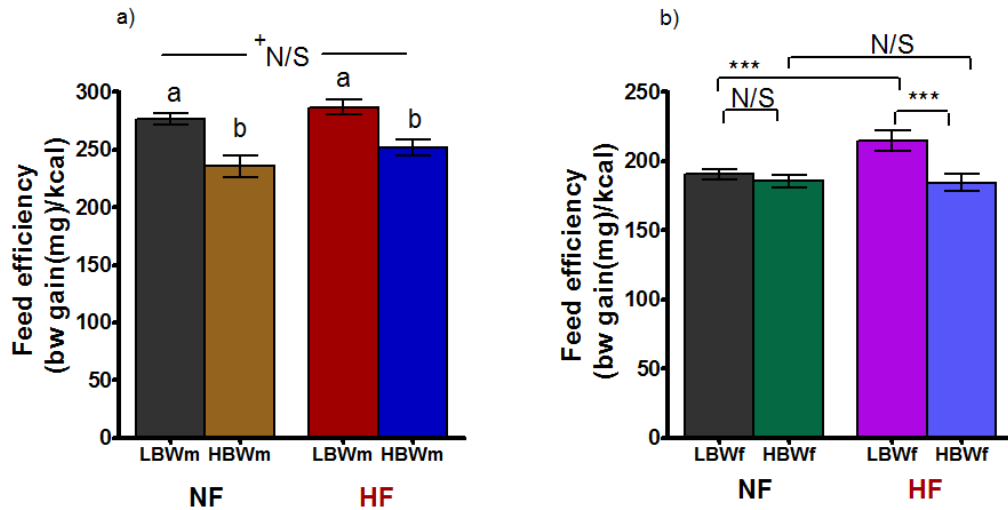 a)
+N/S
a
b
a
b
300
250
200
150
100
50
0
Feed efficiency
(bw gain(mg)/kcal)
LBWm HBWm LBWm HBWm
NF HF
b)
N/S
***
N/S
***
250
200
150
100
50
0
Feed efficiency
(bw gain(mg)/kcal)
LBWf HBWf LBWf HBWf
NF HF